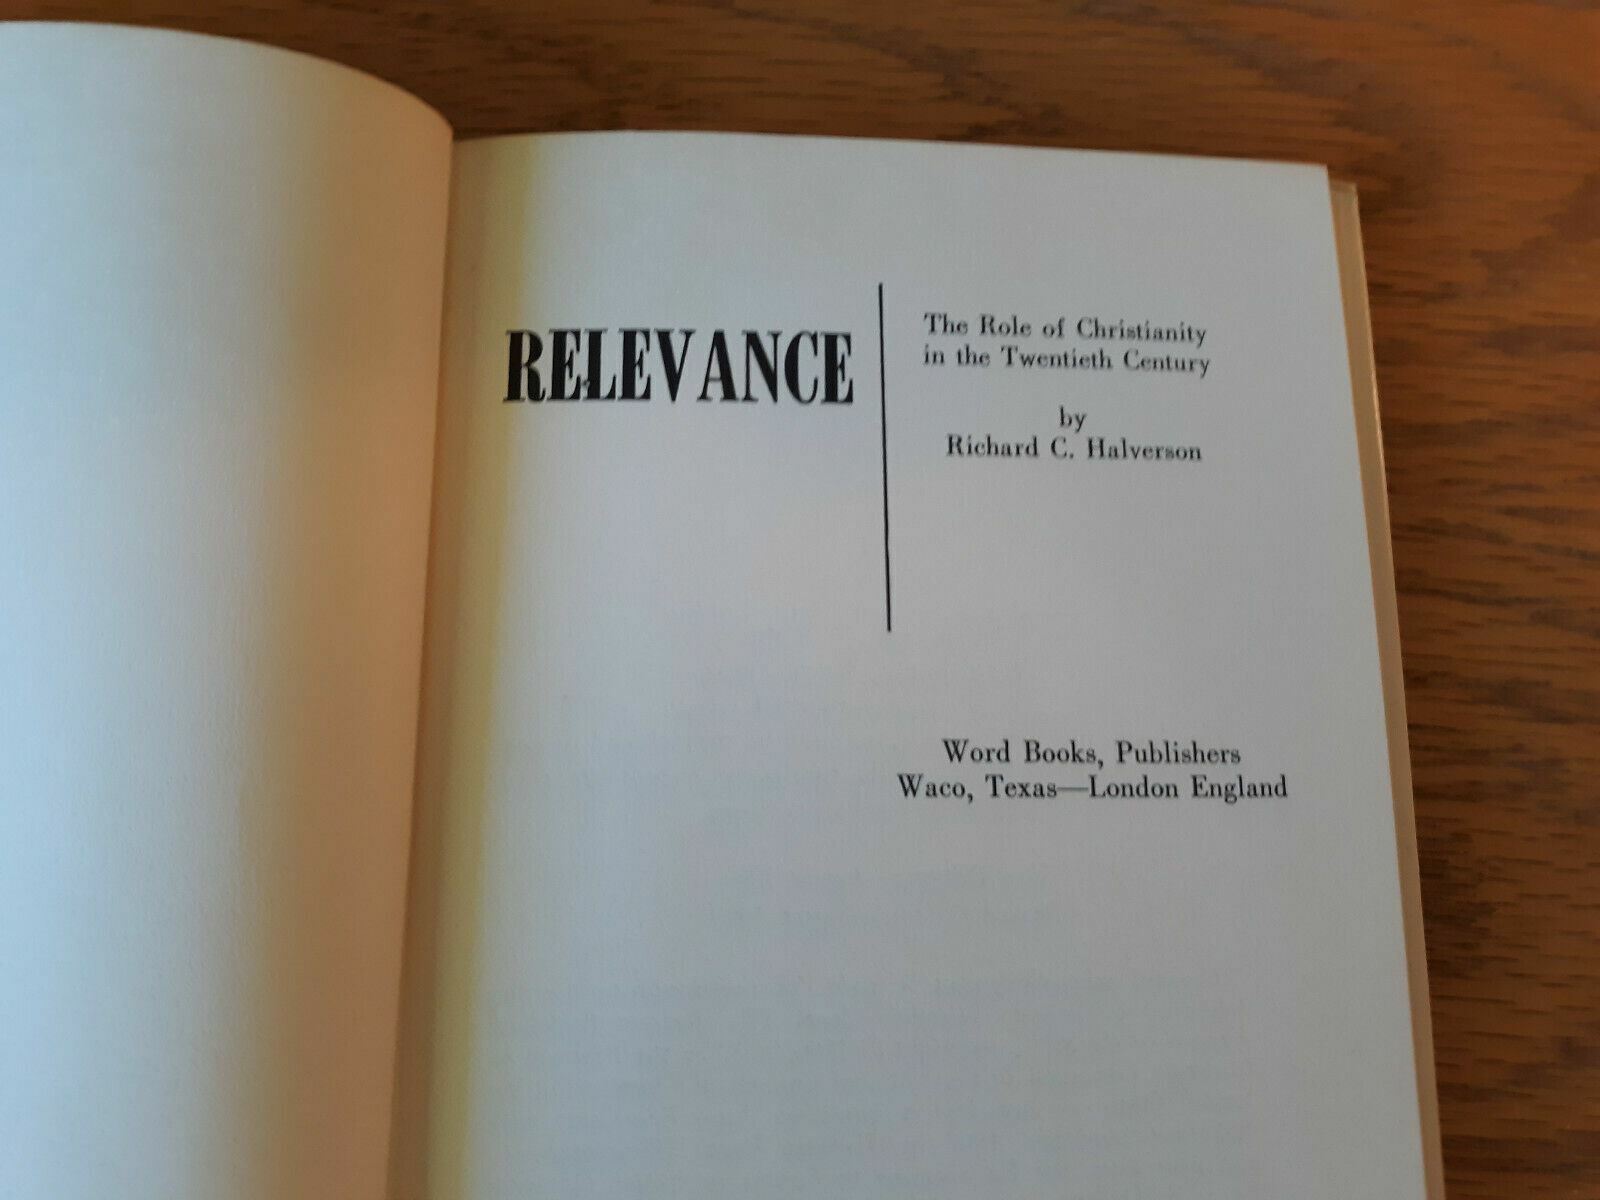 RELEVANCE
The Role of Christianity
in the Twentieth Century
by
Richard C. Halverson
Word Books, Publishers
Waco, Texas—London England